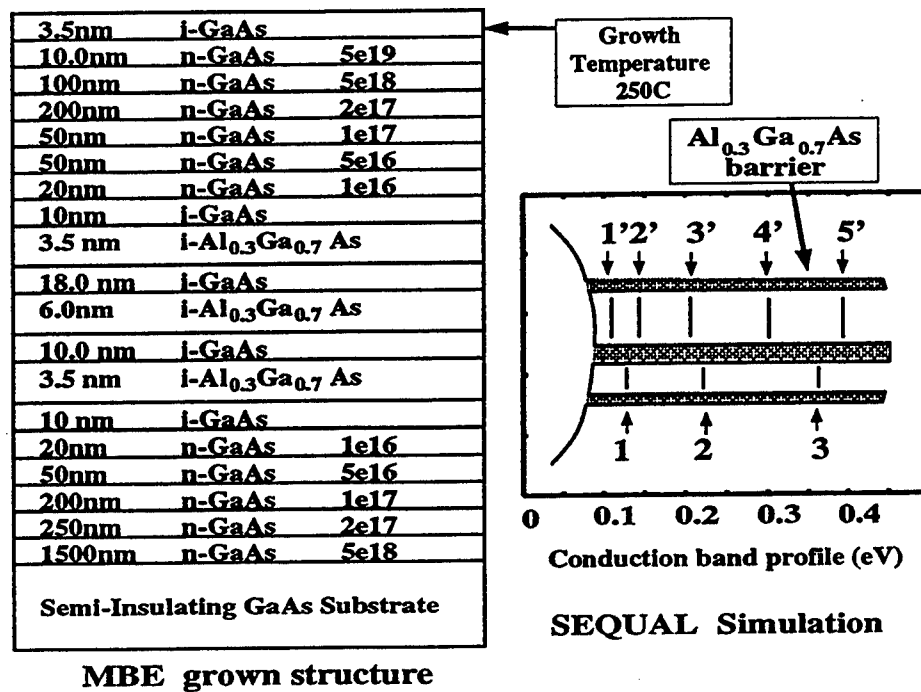 3.5nm i-GaAs
10.0nm n-GaAs 5e19
100nm n-GaAs 5e18
200nm n-GaAs 2e17
50nm n-GaAs 1e17
50nm n-GaAs 5e16
20nm n-GaAs 1e16
10nm i-GaAs
3.5 nm i-Al0.3Ga0.7 As
18.0 nm i-GaAs
6.0nm i-Al0.3Ga0.7 As
10.0 nm i-GaAs
3.5 nm i-Al0.3Ga0.7 As
10 nm i-GaAs
20nm n-GaAs 1e16
50nm n-GaAs 5e16
200nm n-GaAs 1e17
250nm n-GaAs 2e17
1500nm n-GaAs 5e18
Semi-Insulating GaAs Substrate
MBE grown structure
Growth
Temperature
250C
Al0.3Ga0.7As
barrier
1' 2' 3' 4' 5'
1 2 3
0 0.1 0.2 0.3 0.4
Conduction band profile (eV)
SEQUAL Simulation